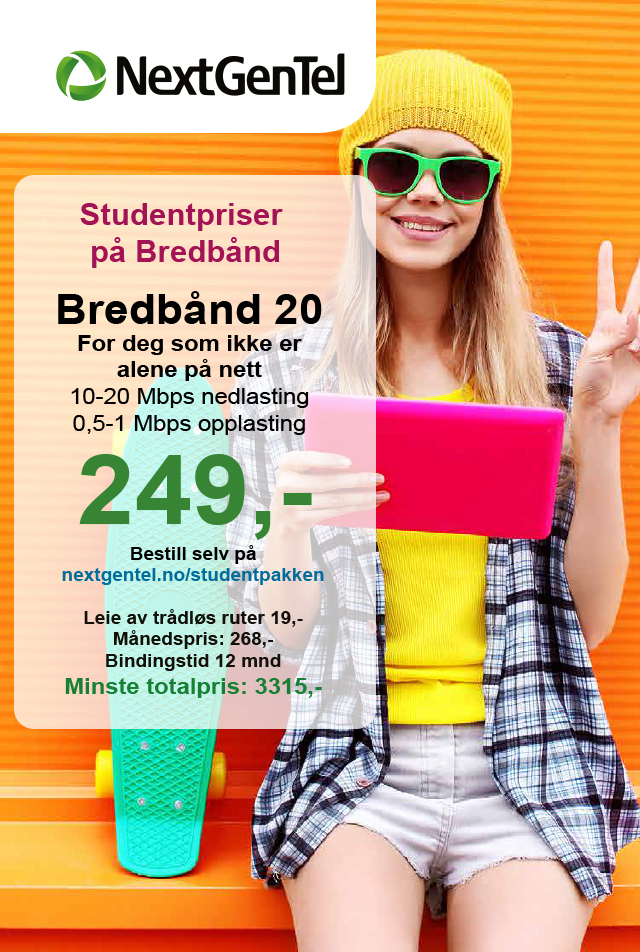 NextGenTel
Studentpriser
på Bredbånd
Bredbånd 20
For deg som ikke er
alene på nett
10-20 Mbps nedlasting
0,5-1 Mbps opplasting
249,-
Bestill selv på
nextgentel.no/studentpakken
Leie av trådløs ruter 19,-
Månedspris: 268,-
Bindingstid 12 mnd
Minste totalpris: 3315,-